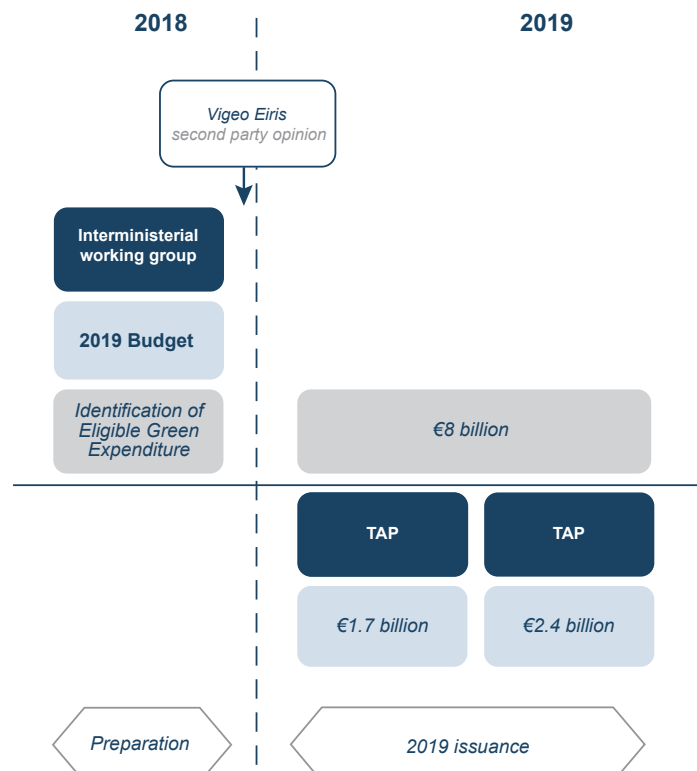 2018
2019
Vigeo Eiris
second party opinion
Interministerial
working group
2019 Budget
Identification of
Eligible Green
Expenditure
€8 billion
TAP
TAP
€1.7 billion
€2.4 billion
Preparation
2019 issuance